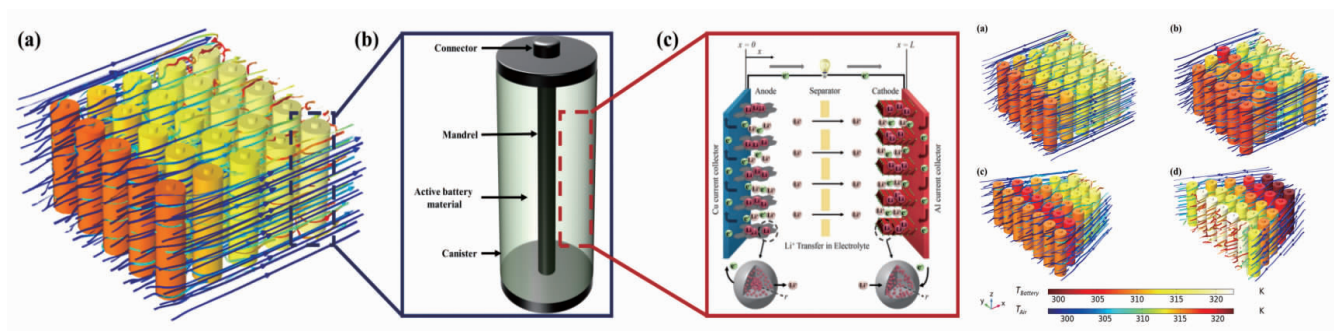 (a)
(b)
Connector
Mandrel
Active battery
material
Canister
(c)
x = 0
x = L
x
Anode
Separator
Cathode
Cu current collector
Al current collector
Li⁺ Transfer in Electrolyte
r
r
(a)
(b)
(c)
(d)
z
y
x
T_Battery
300 305 310 315 320
K
T_Air
300 305 310 315 320
K